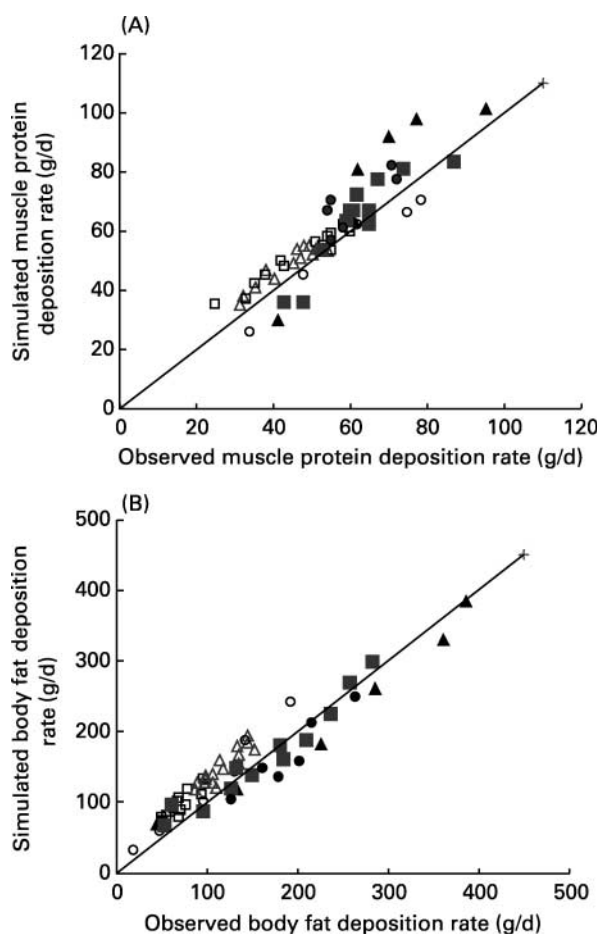 (A)
120
100
80
60
40
20
0
Simulated muscle protein
deposition rate (g/d)
0 20 40 60 80 100 120
Observed muscle protein deposition rate (g/d)
(B)
500
400
300
200
100
0
Simulated body fat deposition
rate (g/d)
0 100 200 300 400 500
Observed body fat deposition rate (g/d)